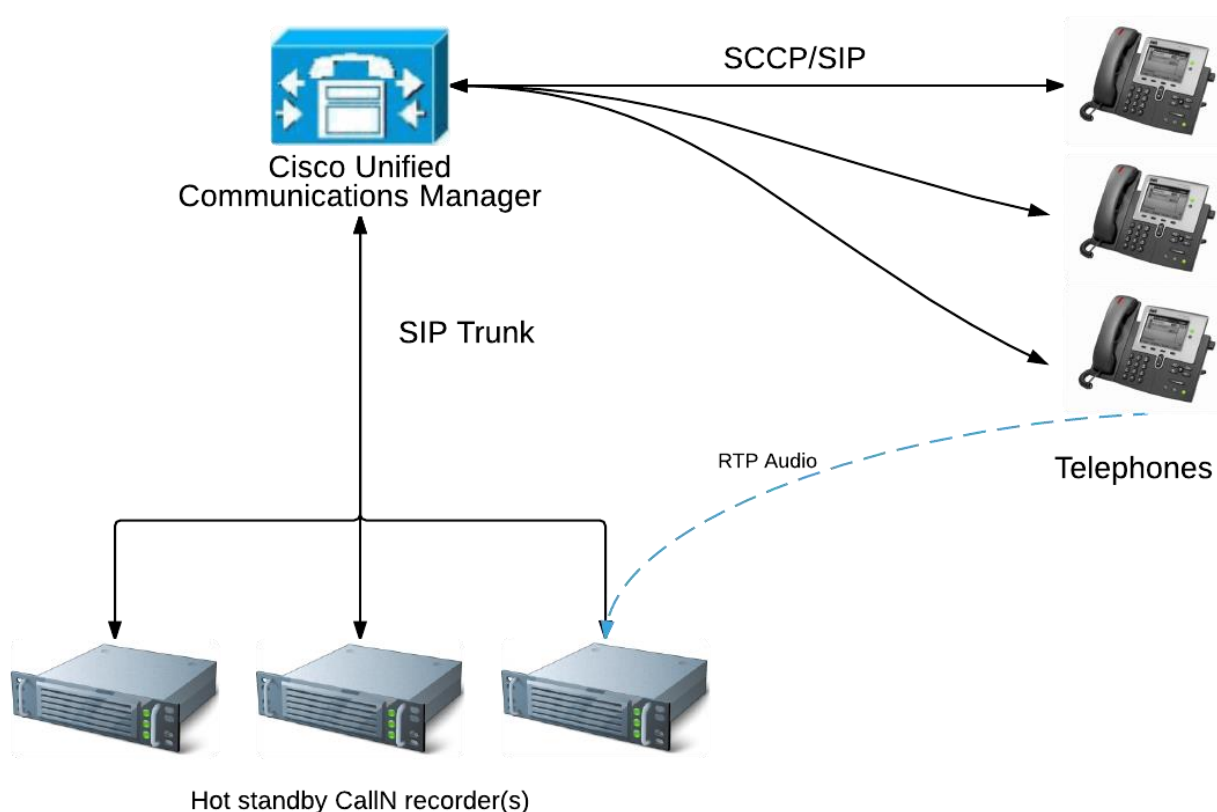 SCCP/SIP
Cisco Unified
Communications Manager
SIP Trunk
RTP Audio
Telephones
Hot standby CallN recorder(s)